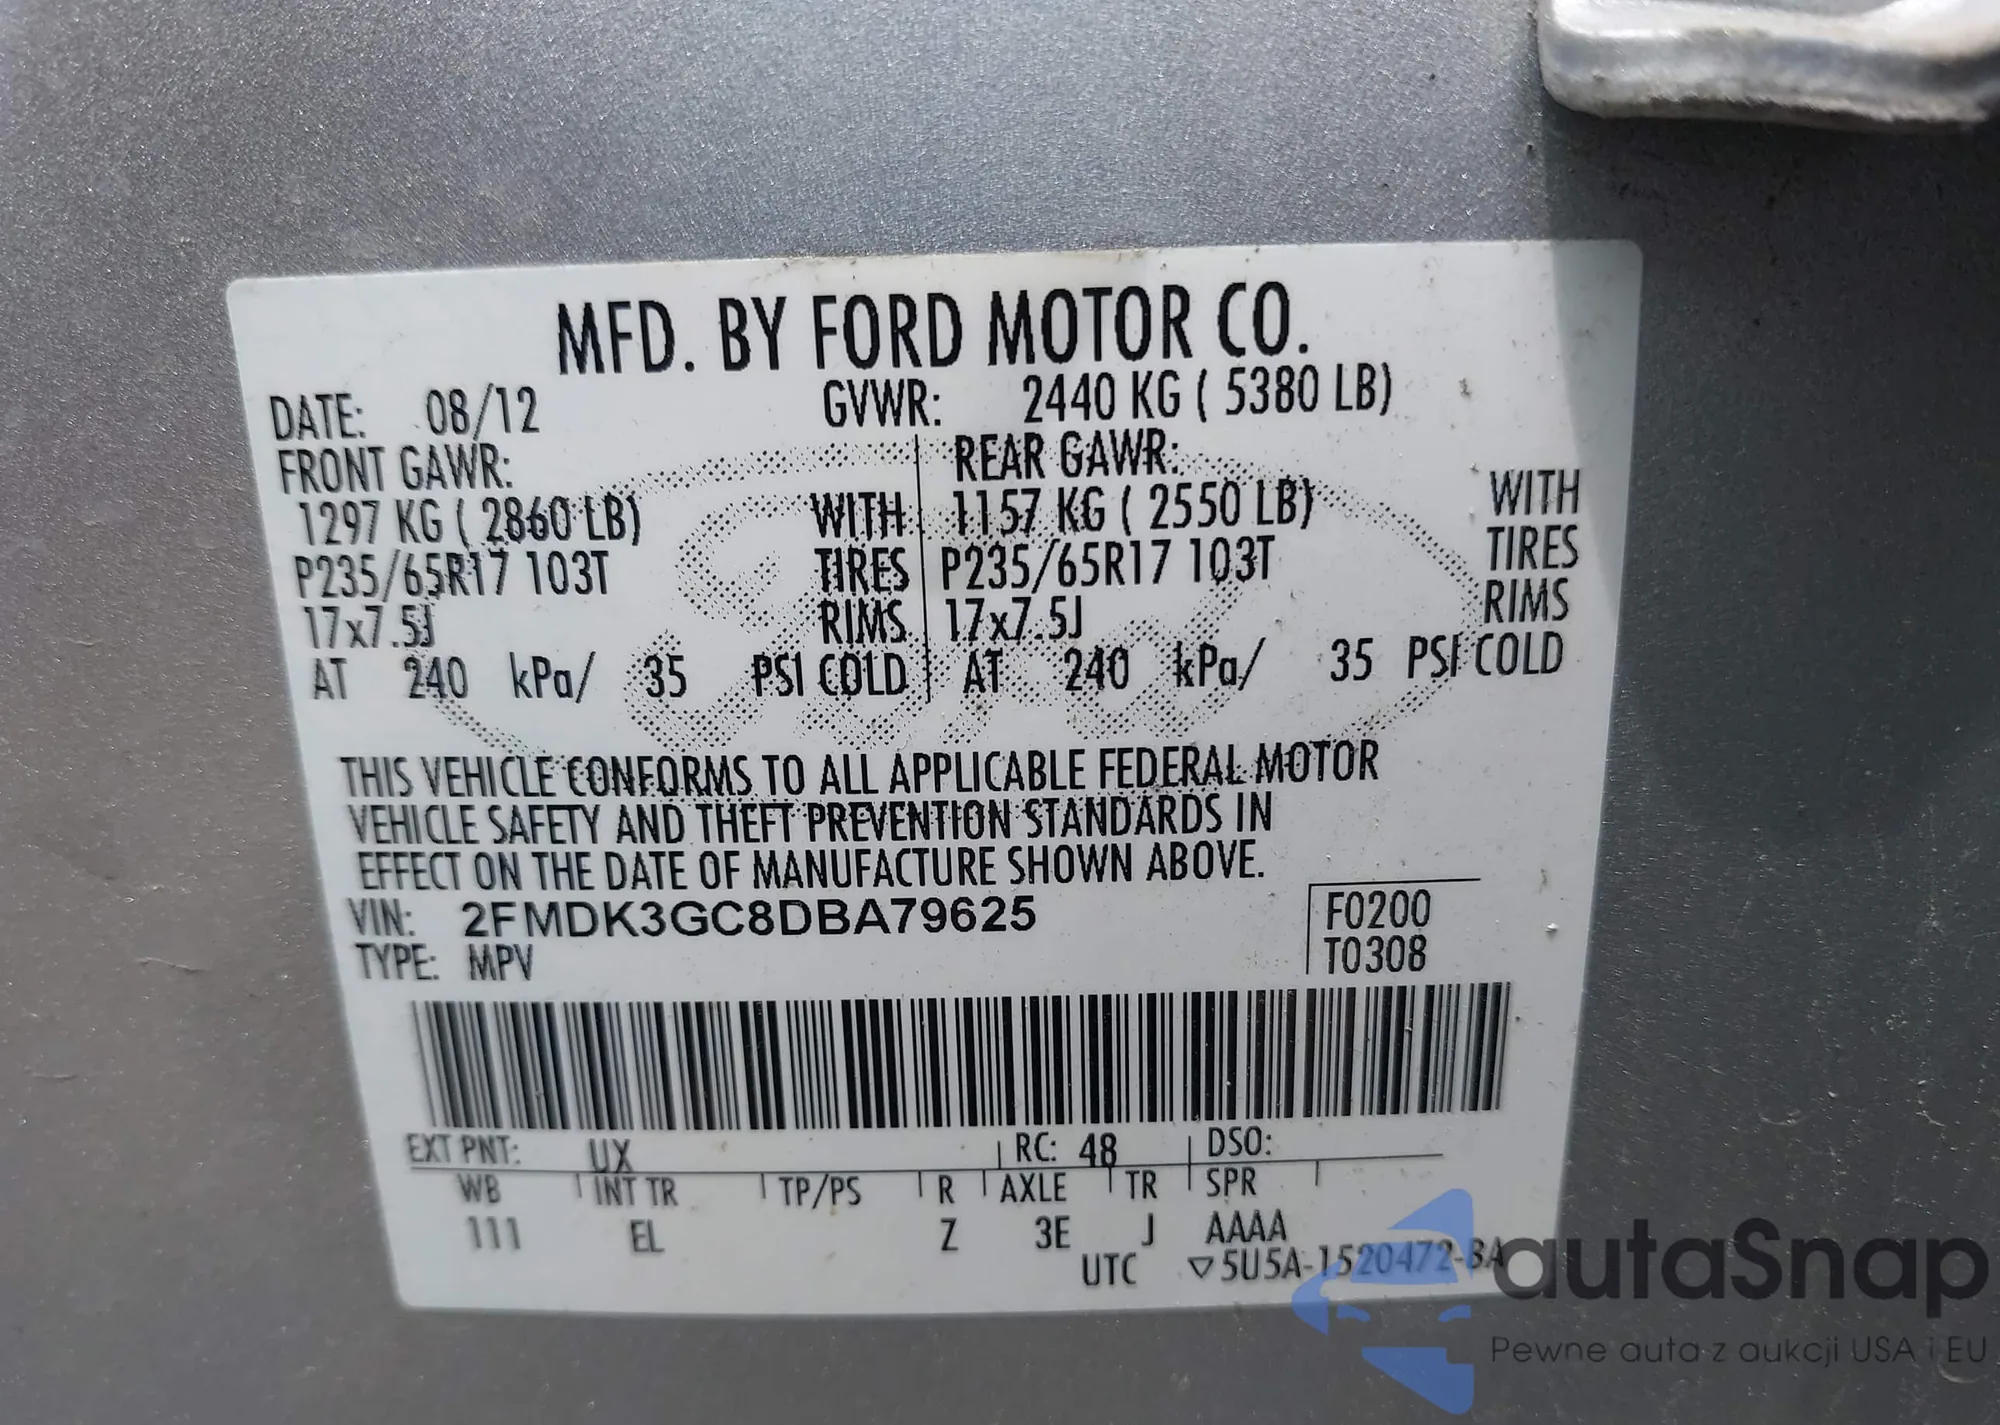 MFD. BY FORD MOTOR CO.
DATE: 08/12 GVWR: 2440 KG ( 5380 LB)
FRONT GAWR: REAR GAWR:
1297 KG ( 2860 LB) WITH 1157 KG ( 2550 LB) WITH
P235/65R17 103T TIRES P235/65R17 103T TIRES
17x7.5J RIMS 17x7.5J RIMS
AT 240 kPa/ 35 PSI COLD AT 240 kPa/ 35 PSI COLD
THIS VEHICLE CONFORMS TO ALL APPLICABLE FEDERAL MOTOR
VEHICLE SAFETY AND THEFT PREVENTION STANDARDS IN
EFFECT ON THE DATE OF MANUFACTURE SHOWN ABOVE.
VIN: 2FMDK3GC8DBA79625 F0200
TYPE: MPV T0308
EXT PNT: UX RC: 48 DSO:
WB INT TR TP/PS R AXLE TR SPR
111 EL Z 3E J AAAA
UTC ▽5U5A-1520472-BA
autoSnap
Pewne auta z aukcji USA i EU